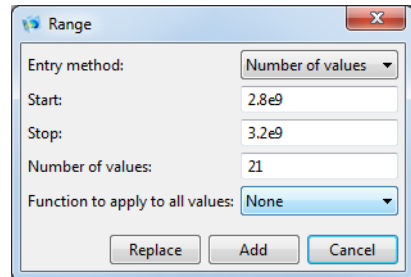 Range
Entry method: Number of values
Start: 2.8e9
Stop: 3.2e9
Number of values: 21
Function to apply to all values: None
Replace Add Cancel